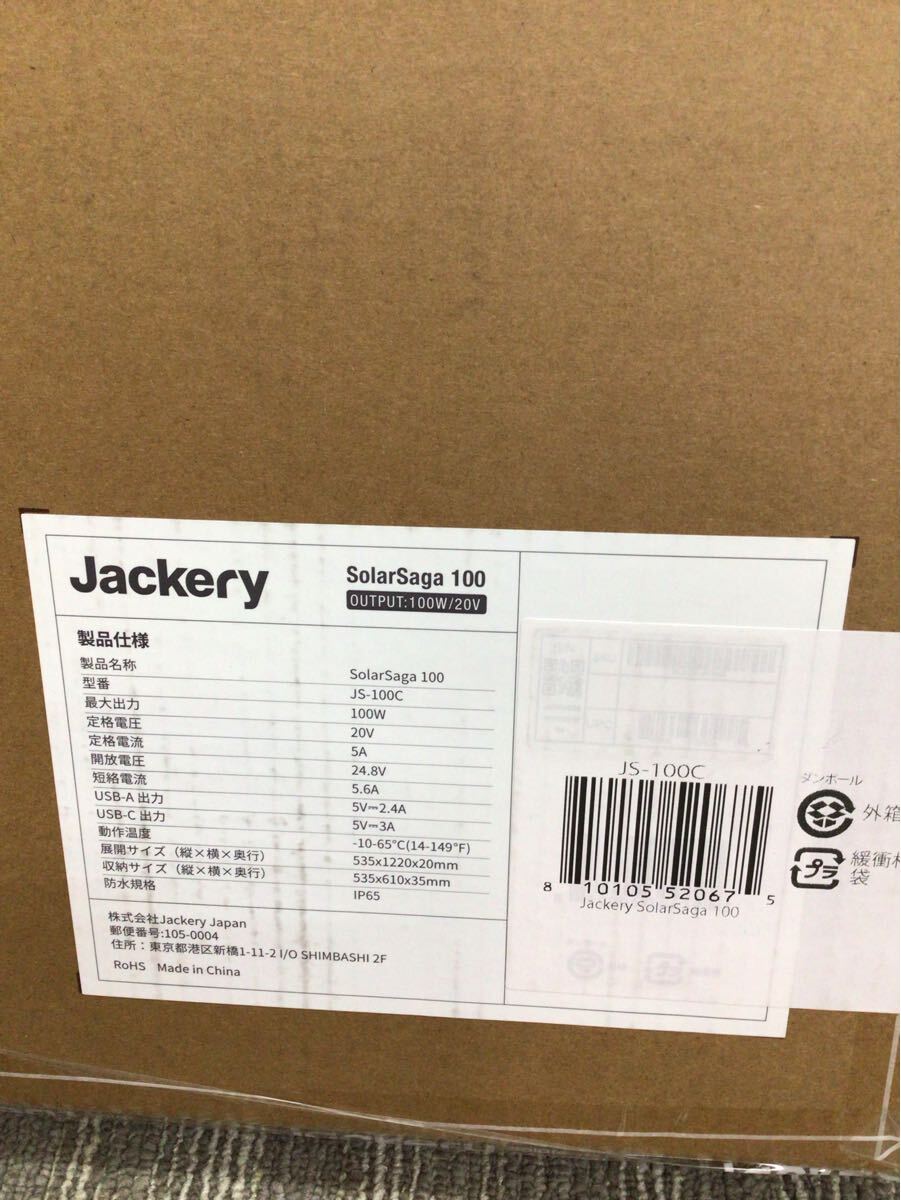 Jackery
SolarSaga 100
OUTPUT:100W/20V
製品仕様
製品名称 SolarSaga 100
型番 JS-100C
最大出力 100W
定格電圧 20V
定格電流 5A
開放電圧 24.8V
短絡電流 5.6A
USB-A 出力 5V⎓2.4A
USB-C 出力 5V⎓3A
動作温度 -10-65℃(14-149°F)
展開サイズ（縦×横×奥行） 535x1220x20mm
収納サイズ（縦×横×奥行） 535x610x35mm
防水規格 IP65
株式会社Jackery Japan
郵便番号:105-0004
住所：東京都港区新橋1-11-2 I/O SHIMBASHI 2F
RoHS Made in China
JS-100C
8 10105 52067 5
Jackery SolarSaga 100
ダンボール
外箱
プラ
緩衝材
袋